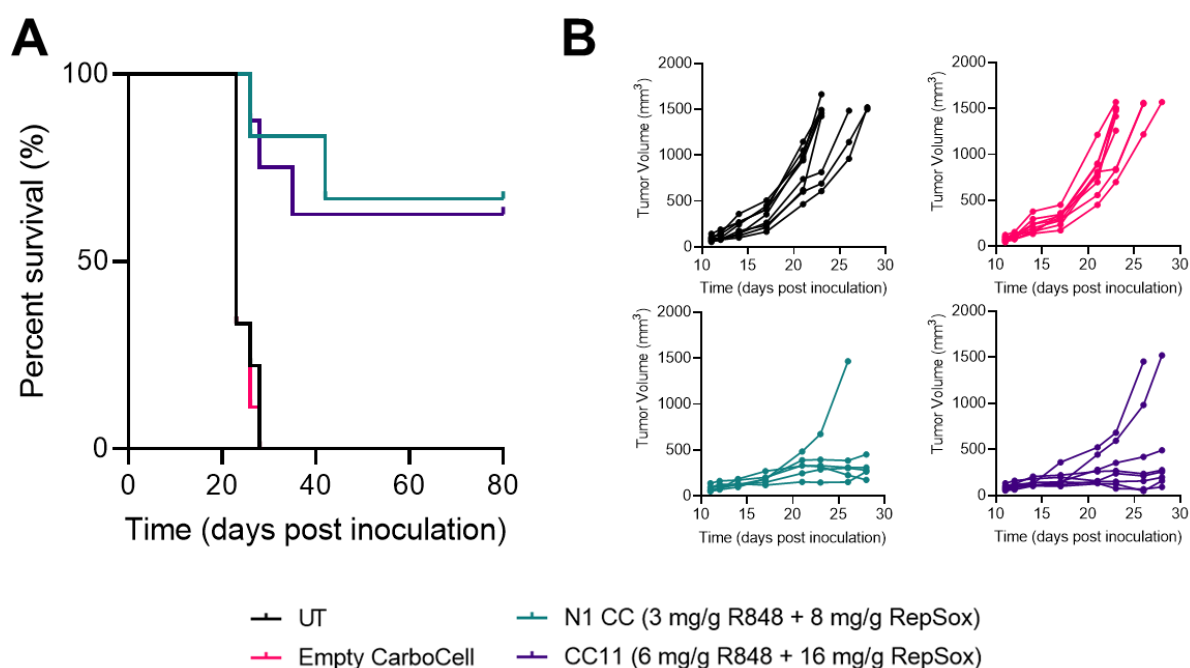 A
Percent survival (%)
100
50
0
0 20 40 60 80
Time (days post inoculation)
B
Tumor Volume (mm³)
2000
1500
1000
500
0
10 15 20 25 30
Time (days post inoculation)
Tumor Volume (mm³)
2000
1500
1000
500
0
10 15 20 25 30
Time (days post inoculation)
Tumor Volume (mm³)
2000
1500
1000
500
0
10 15 20 25 30
Time (days post inoculation)
Tumor Volume (mm³)
2000
1500
1000
500
0
10 15 20 25 30
Time (days post inoculation)
UT
Empty CarboCell
N1 CC (3 mg/g R848 + 8 mg/g RepSox)
CC11 (6 mg/g R848 + 16 mg/g RepSox)